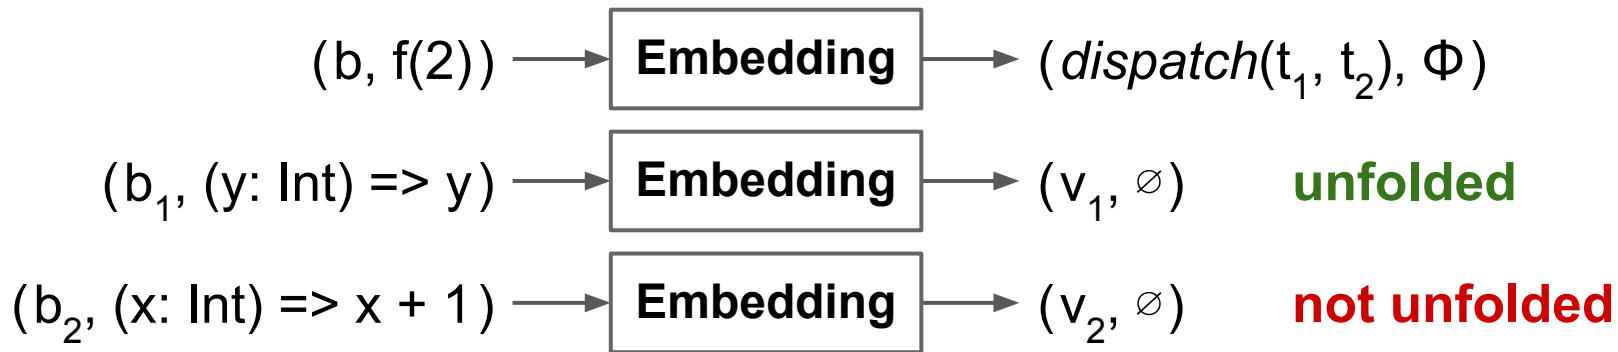 (b, f(2)) Embedding (dispatch(t₁, t₂), Φ)
(b₁, (y: Int) => y) Embedding (v₁, ∅) unfolded
(b₂, (x: Int) => x + 1) Embedding (v₂, ∅) not unfolded